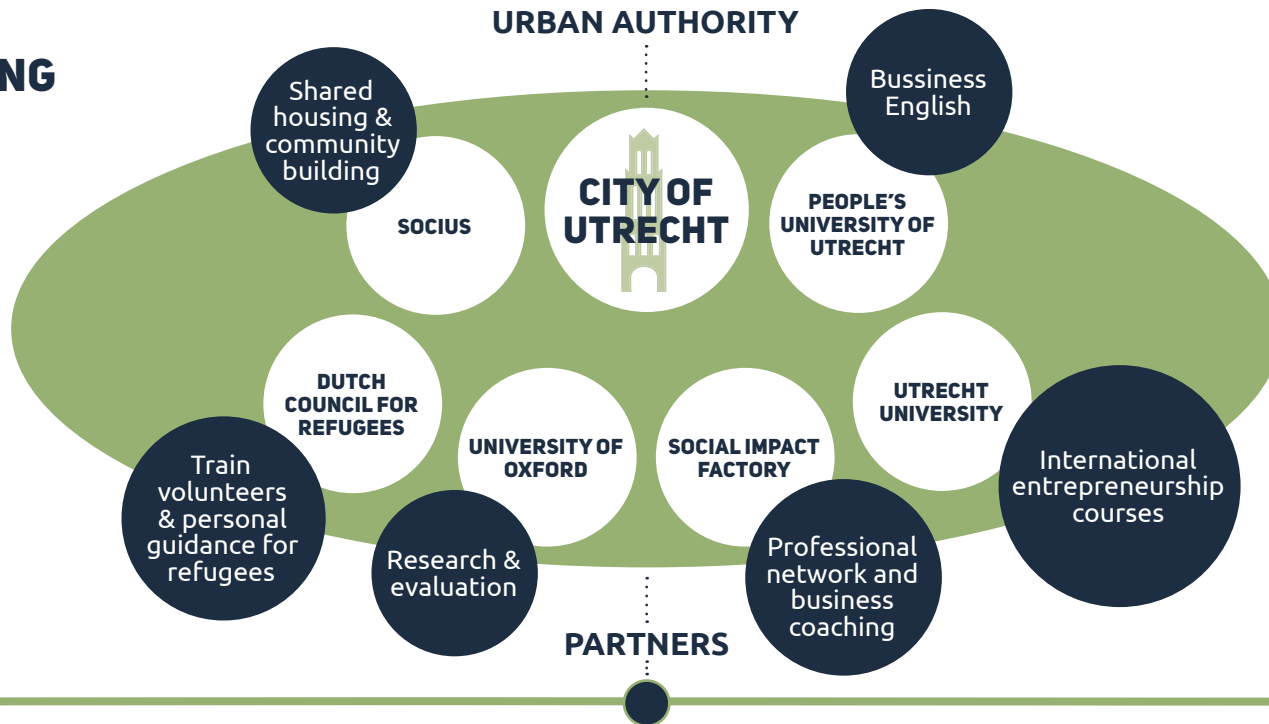 URBAN AUTHORITY
NG
Shared
housing &
community
building
Bussiness
English
CITY OF
UTRECHT
SOCIUS
PEOPLE'S
UNIVERSITY OF
UTRECHT
DUTCH
COUNCIL FOR
REFUGEES
UNIVERSITY OF
OXFORD
SOCIAL IMPACT
FACTORY
UTRECHT
UNIVERSITY
Train
volunteers
& personal
guidance for
refugees
Research &
evaluation
Professional
network and
business
coaching
International
entrepreneurship
courses
PARTNERS